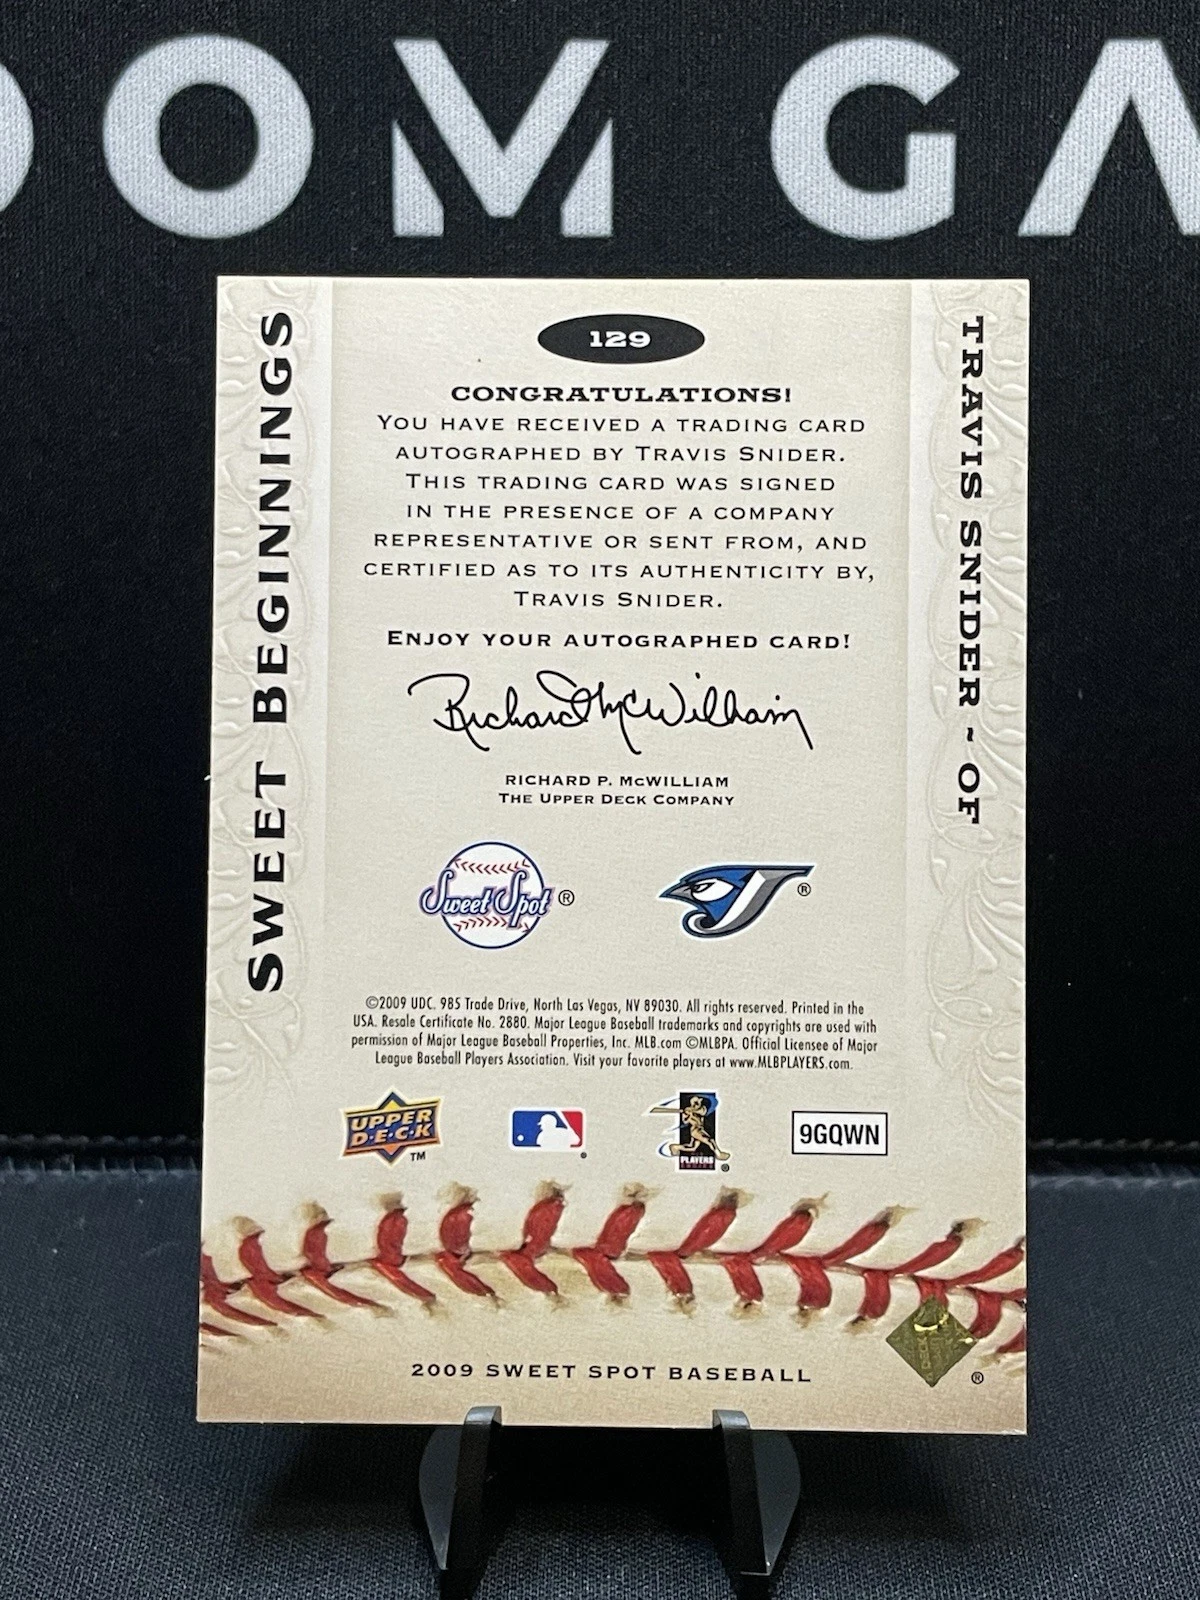 OOM GA
129
SWEET BEGINNINGS
TRAVIS SNIDER ~ OF
CONGRATULATIONS!
YOU HAVE RECEIVED A TRADING CARD
AUTOGRAPHED BY TRAVIS SNIDER.
THIS TRADING CARD WAS SIGNED
IN THE PRESENCE OF A COMPANY
REPRESENTATIVE OR SENT FROM, AND
CERTIFIED AS TO ITS AUTHENTICITY BY,
TRAVIS SNIDER.
ENJOY YOUR AUTOGRAPHED CARD!
Richard McWilliam
RICHARD P. MCWILLIAM
THE UPPER DECK COMPANY
Sweet Spot ®
J ®
©2009 UDC. 985 Trade Drive, North Las Vegas, NV 89030. All rights reserved. Printed in the
USA. Resale Certificate No. 2880. Major League Baseball trademarks and copyrights are used with
permission of Major League Baseball Properties, Inc. MLB.com ©MLBPA. Official Licensee of Major
League Baseball Players Association. Visit your favorite players at www.MLBPLAYERS.com.
UPPER
D·E·C·K TM
PLAYERS
CHOICE ®
9GQWN
2009 SWEET SPOT BASEBALL
®